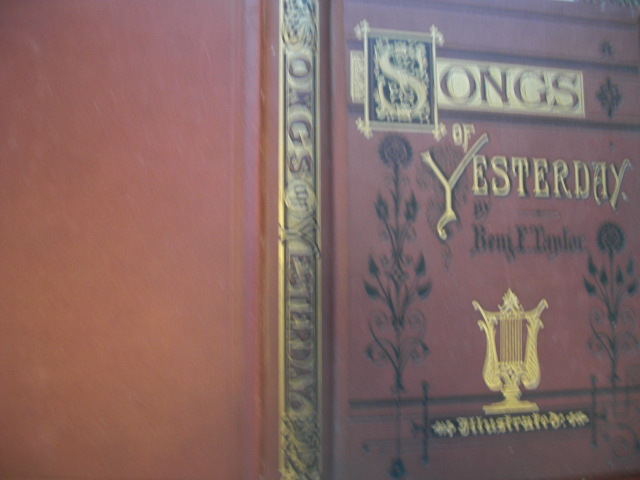 SONGS OF YESTERDAY
SONGS
OF
YESTERDAY
BY
Benj. F. Taylor.
Illustrated.